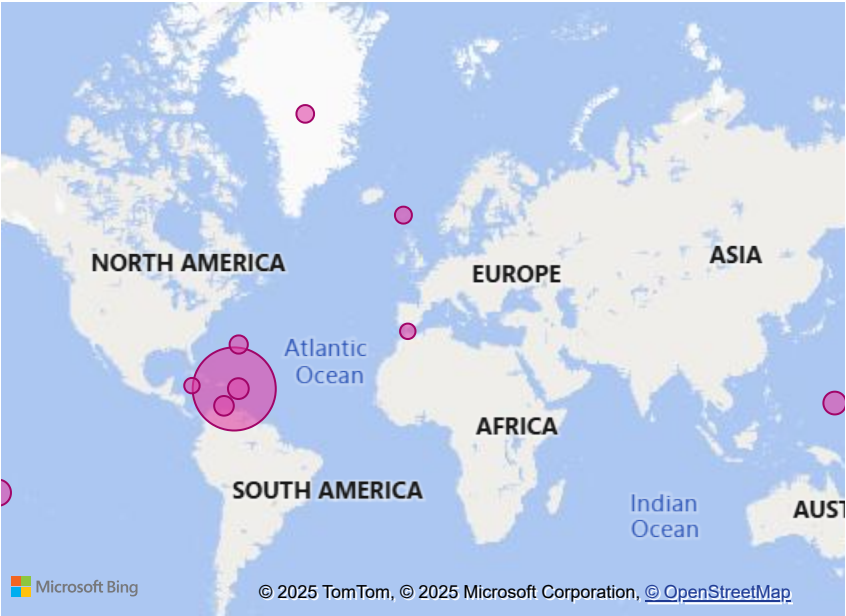 NORTH AMERICA
EUROPE
ASIA
Atlantic
Ocean
AFRICA
SOUTH AMERICA
Indian
Ocean
AUST
Microsoft Bing
© 2025 TomTom, © 2025 Microsoft Corporation, © OpenStreetMap